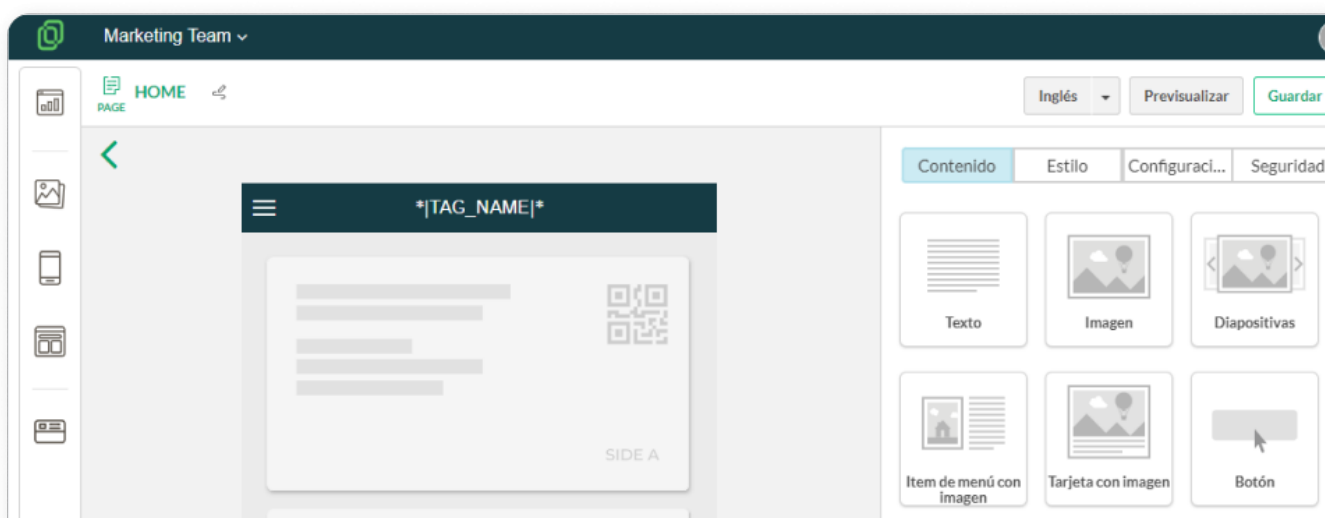 Marketing Team
PAGE
HOME
Inglés
Previsualizar
Guardar
Contenido
Estilo
Configuraci...
Seguridad
*|TAG_NAME|*
SIDE A
Texto
Imagen
Diapositivas
Item de menú con
imagen
Tarjeta con imagen
Botón